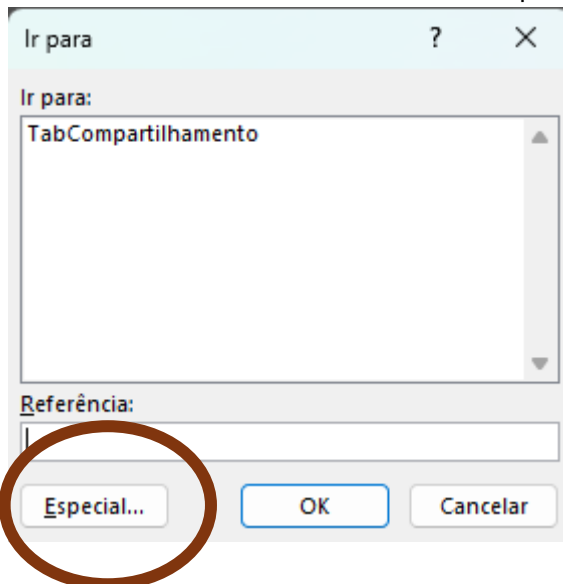 Ir para ?
Ir para:
TabCompartilhamento
Referência:
Especial... OK Cancelar